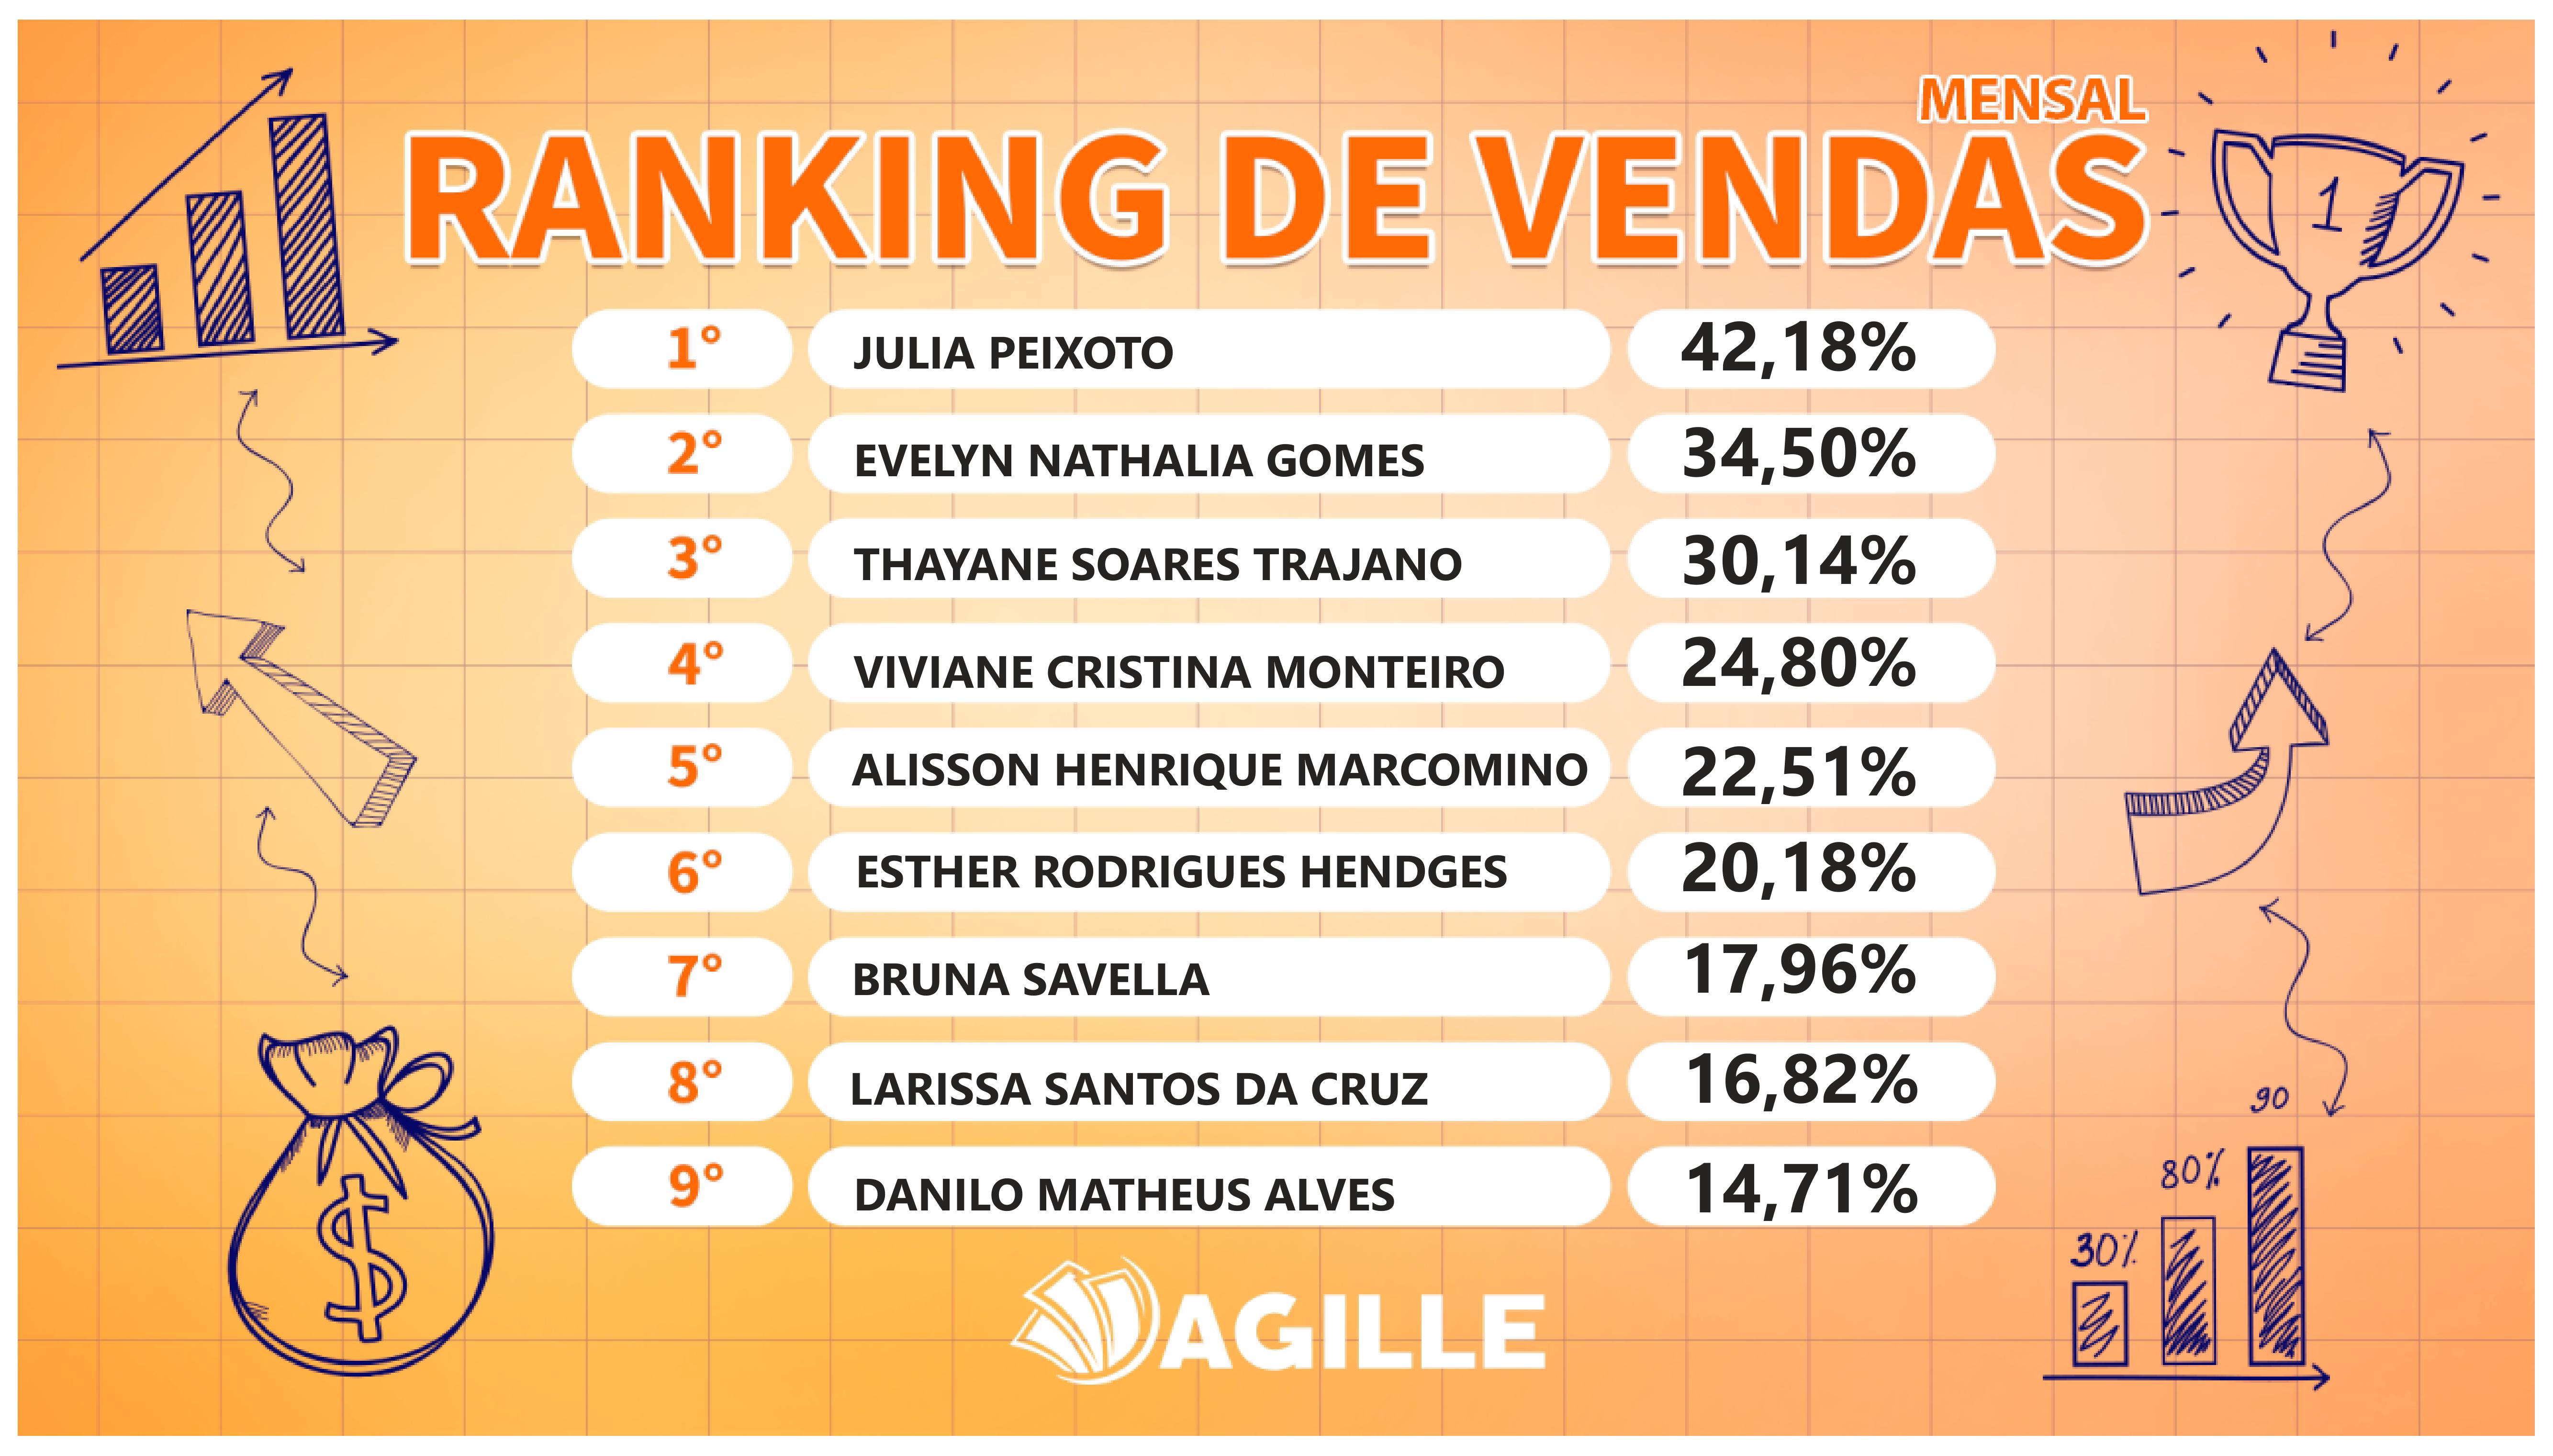 MENSAL
RANKING DE VENDAS
1
1° JULIA PEIXOTO 42,18%
2° EVELYN NATHALIA GOMES 34,50%
3° THAYANE SOARES TRAJANO 30,14%
4° VIVIANE CRISTINA MONTEIRO 24,80%
5° ALISSON HENRIQUE MARCOMINO 22,51%
6° ESTHER RODRIGUES HENDGES 20,18%
7° BRUNA SAVELLA 17,96%
8° LARISSA SANTOS DA CRUZ 16,82%
9° DANILO MATHEUS ALVES 14,71%
90
80%
30%
$
AGILLE